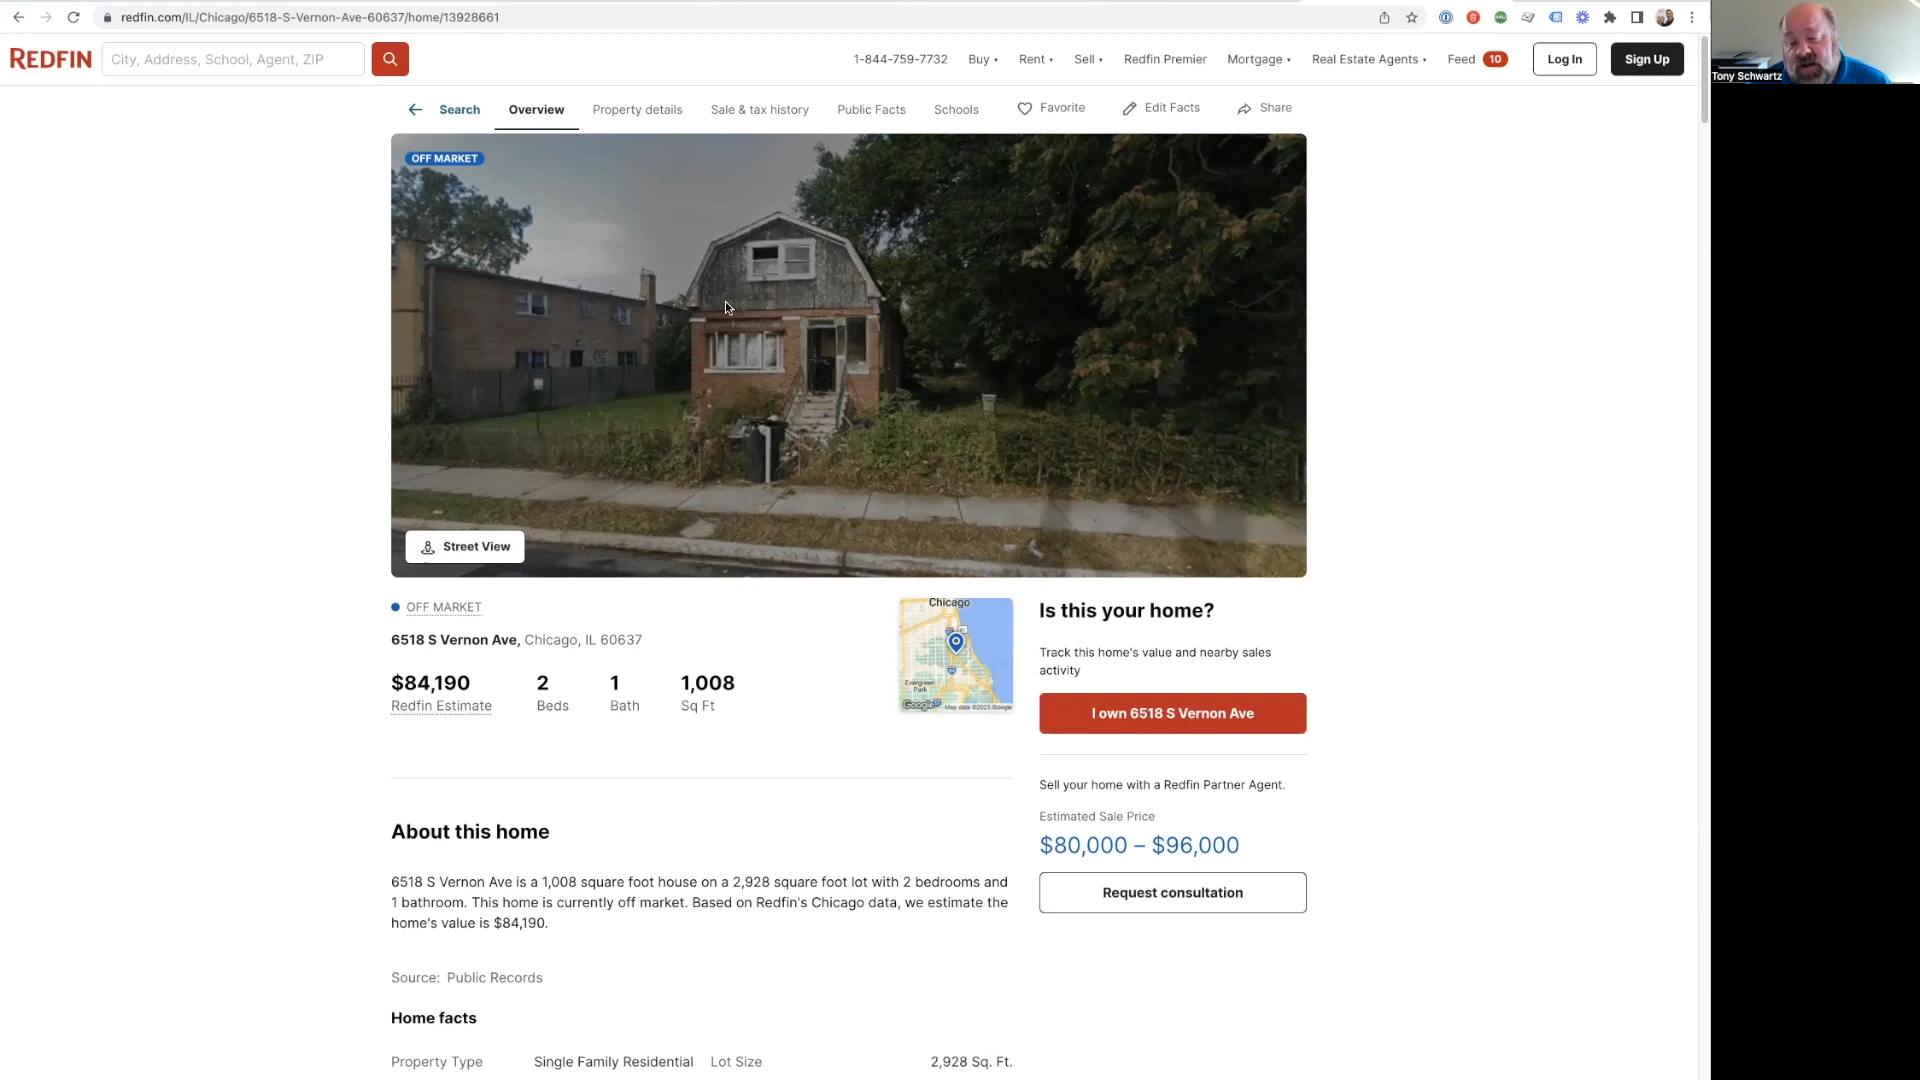 redfin.com/IL/Chicago/6518-S-Vernon-Ave-60637/home/13928661
REDFIN
City, Address, School, Agent, ZIP
1-844-759-7732 Buy Rent Sell Redfin Premier Mortgage Real Estate Agents Feed 10 Log In Sign Up
Tony Schwartz
Search Overview Property details Sale & tax history Public Facts Schools Favorite Edit Facts Share
OFF MARKET
Street View
OFF MARKET
6518 S Vernon Ave, Chicago, IL 60637
$84,190 2 1 1,008
Redfin Estimate Beds Bath Sq Ft
Chicago
Evergreen
Park
Google Map data ©2023 Google
Is this your home?
Track this home's value and nearby sales
activity
I own 6518 S Vernon Ave
Sell your home with a Redfin Partner Agent.
Estimated Sale Price
$80,000 – $96,000
Request consultation
About this home
6518 S Vernon Ave is a 1,008 square foot house on a 2,928 square foot lot with 2 bedrooms and
1 bathroom. This home is currently off market. Based on Redfin's Chicago data, we estimate the
home's value is $84,190.
Source: Public Records
Home facts
Property Type Single Family Residential Lot Size 2,928 Sq. Ft.